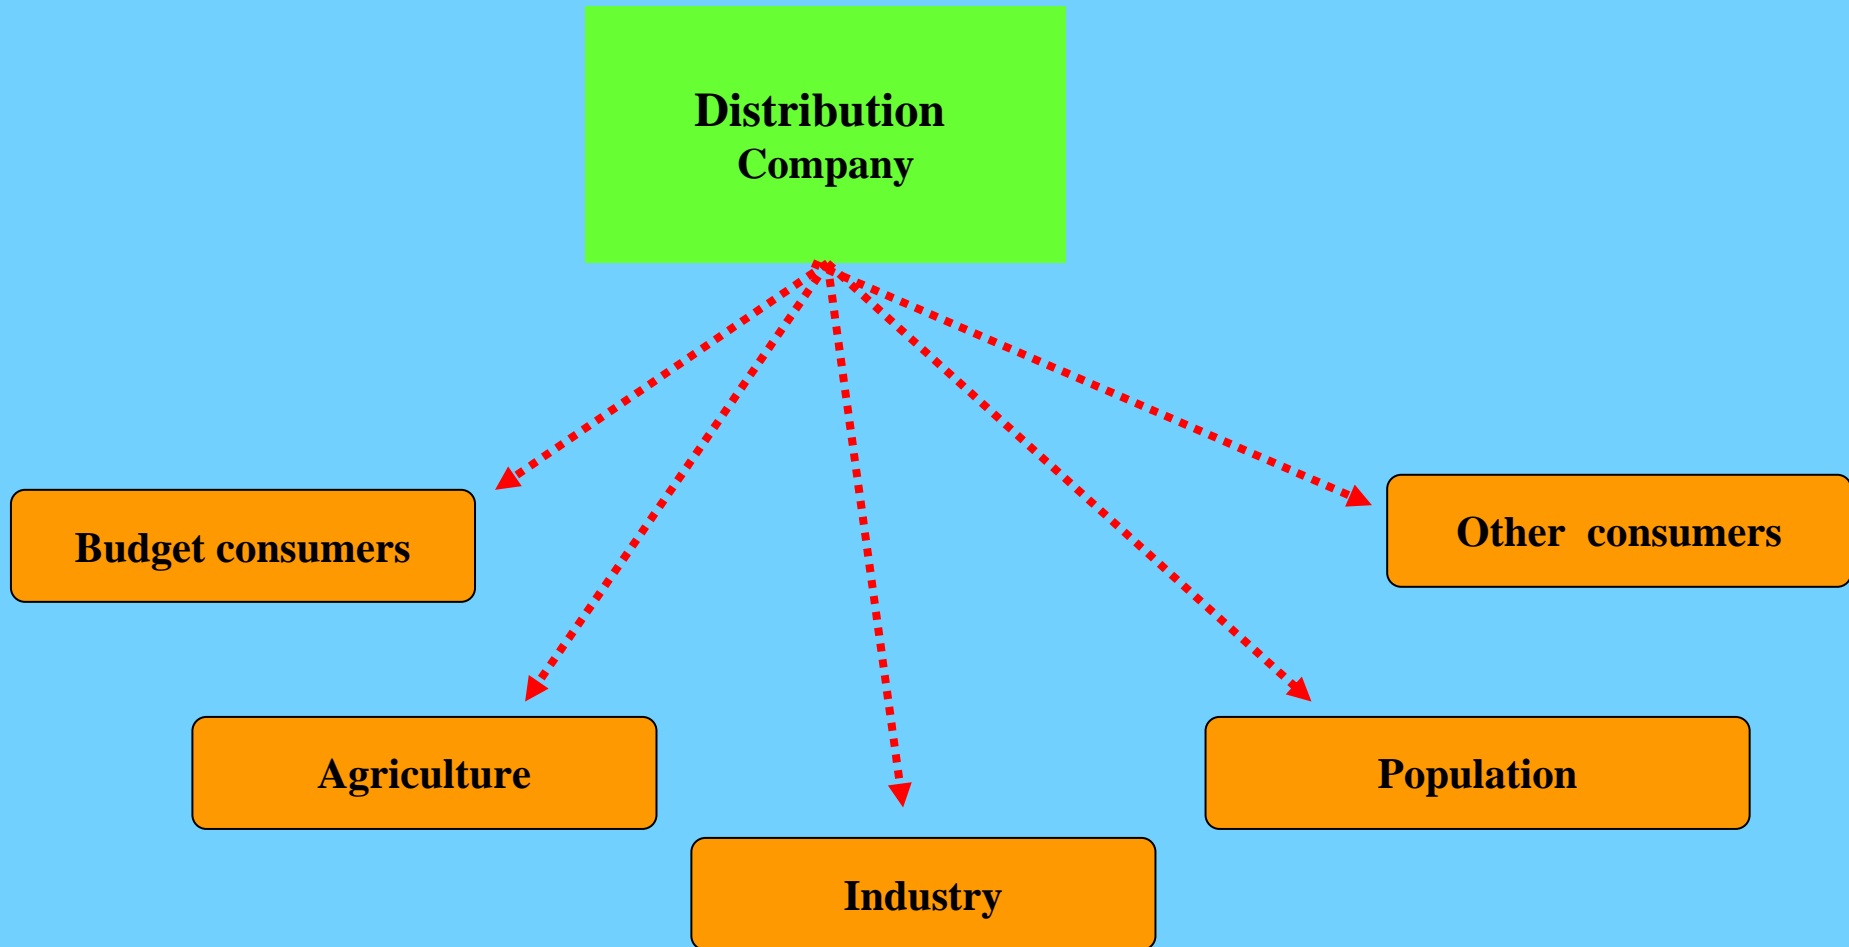 Distribution
Company
Budget consumers
Other consumers
Agriculture
Population
Industry